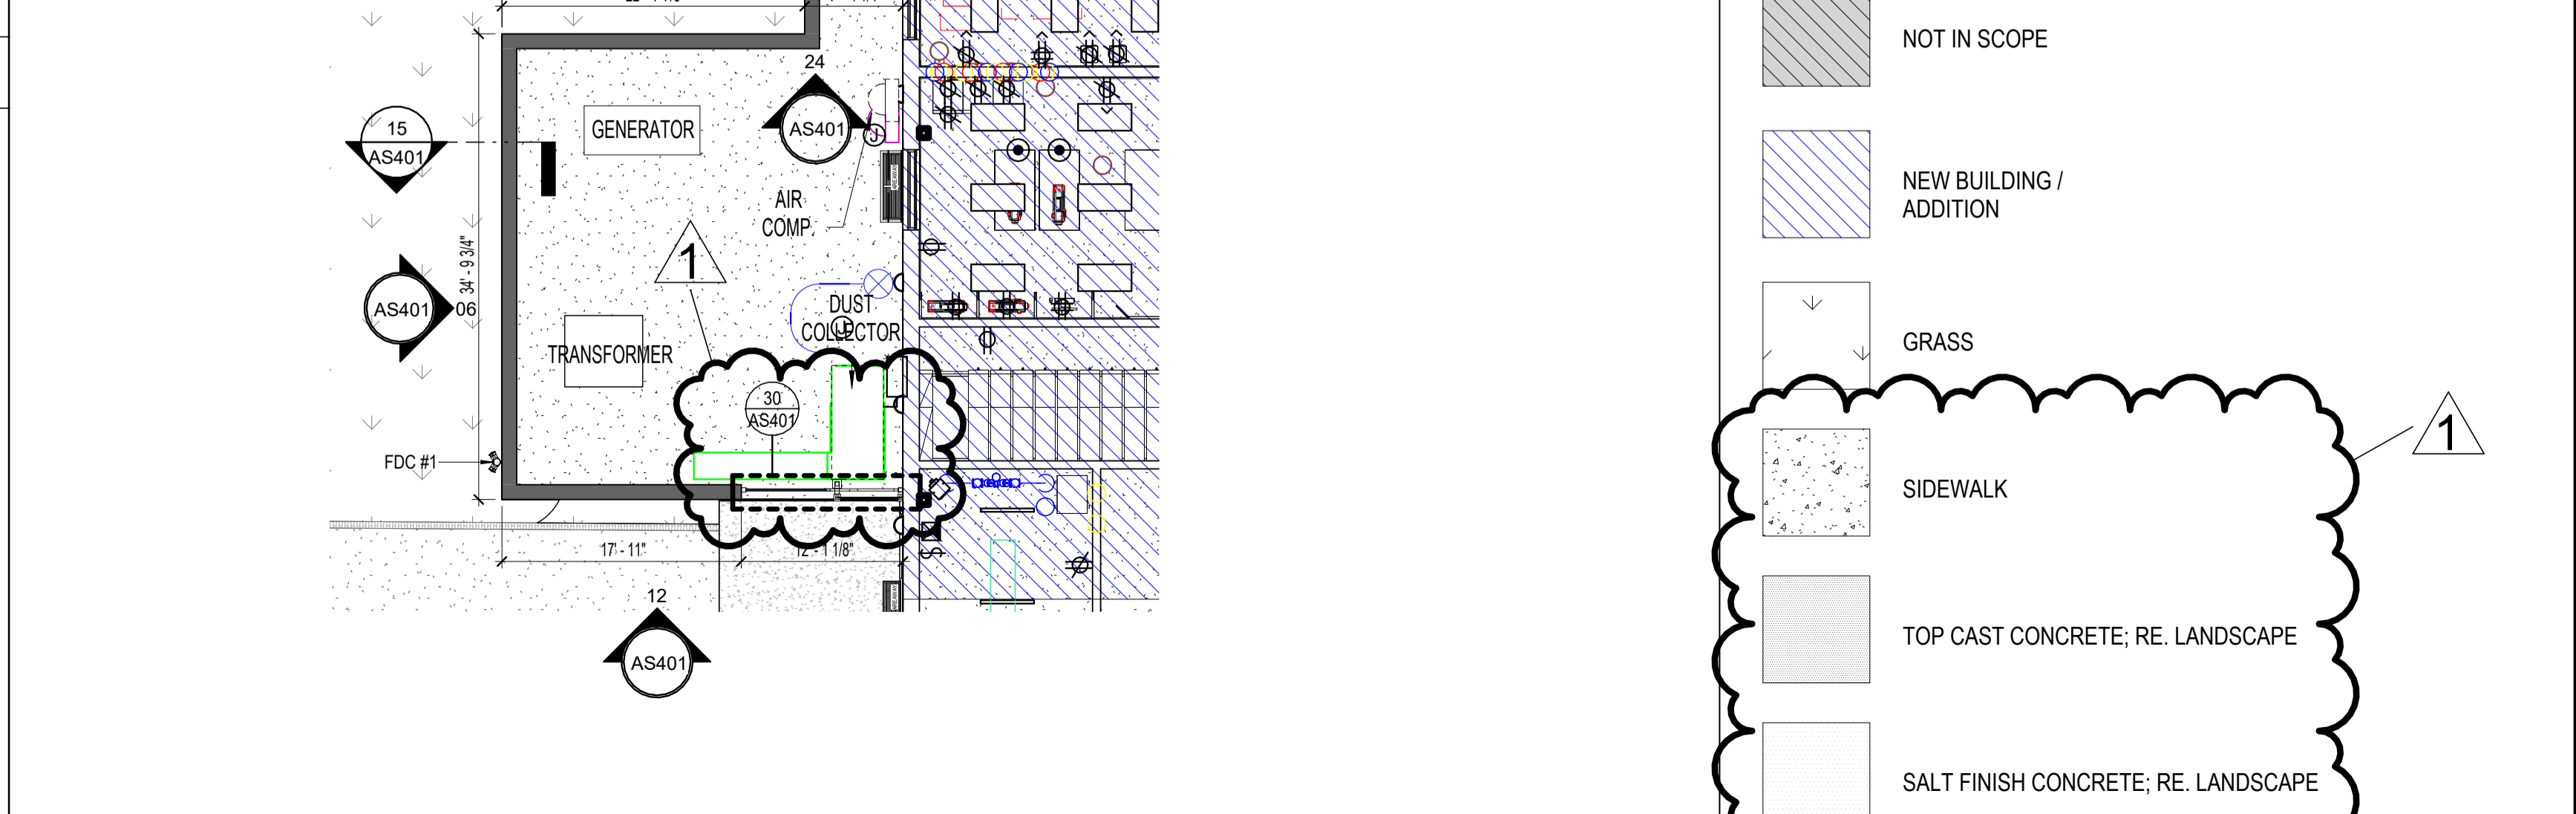 24
AS401
15
AS401
GENERATOR
AIR
COMP.
J
AREAWAY
1
34' - 9 3/4"
AS401
06
DUST
COLLECTOR
J
TRANSFORMER
30
AS401
FDC #1
17' - 11"
12' - 1 1/8"
12
AS401
NOT IN SCOPE
NEW BUILDING /
ADDITION
GRASS
1
SIDEWALK
TOP CAST CONCRETE; RE. LANDSCAPE
SALT FINISH CONCRETE; RE. LANDSCAPE